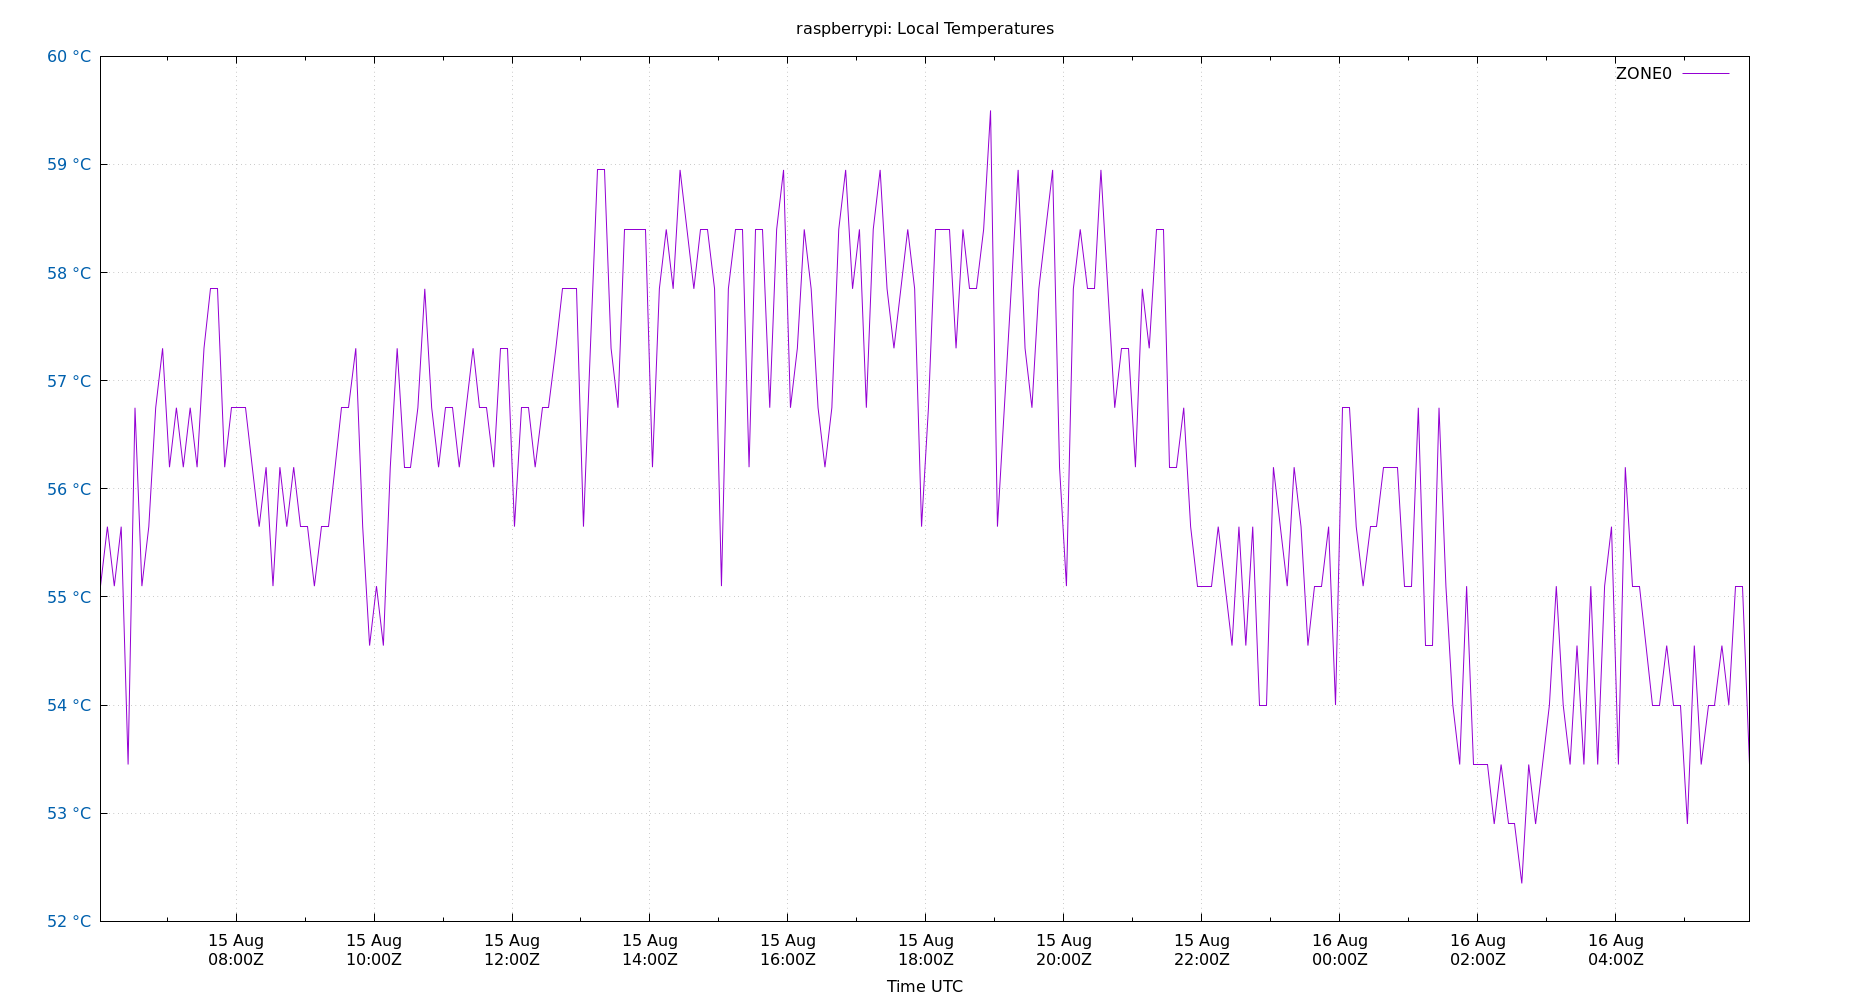 raspberrypi: Local Temperatures
60 °C
ZONE0
59 °C
58 °C
57 °C
56 °C
55 °C
54 °C
53 °C
52 °C
15 Aug 15 Aug 15 Aug 15 Aug 15 Aug 15 Aug 15 Aug 15 Aug 16 Aug 16 Aug 16 Aug
08:00Z 10:00Z 12:00Z 14:00Z 16:00Z 18:00Z 20:00Z 22:00Z 00:00Z 02:00Z 04:00Z
Time UTC